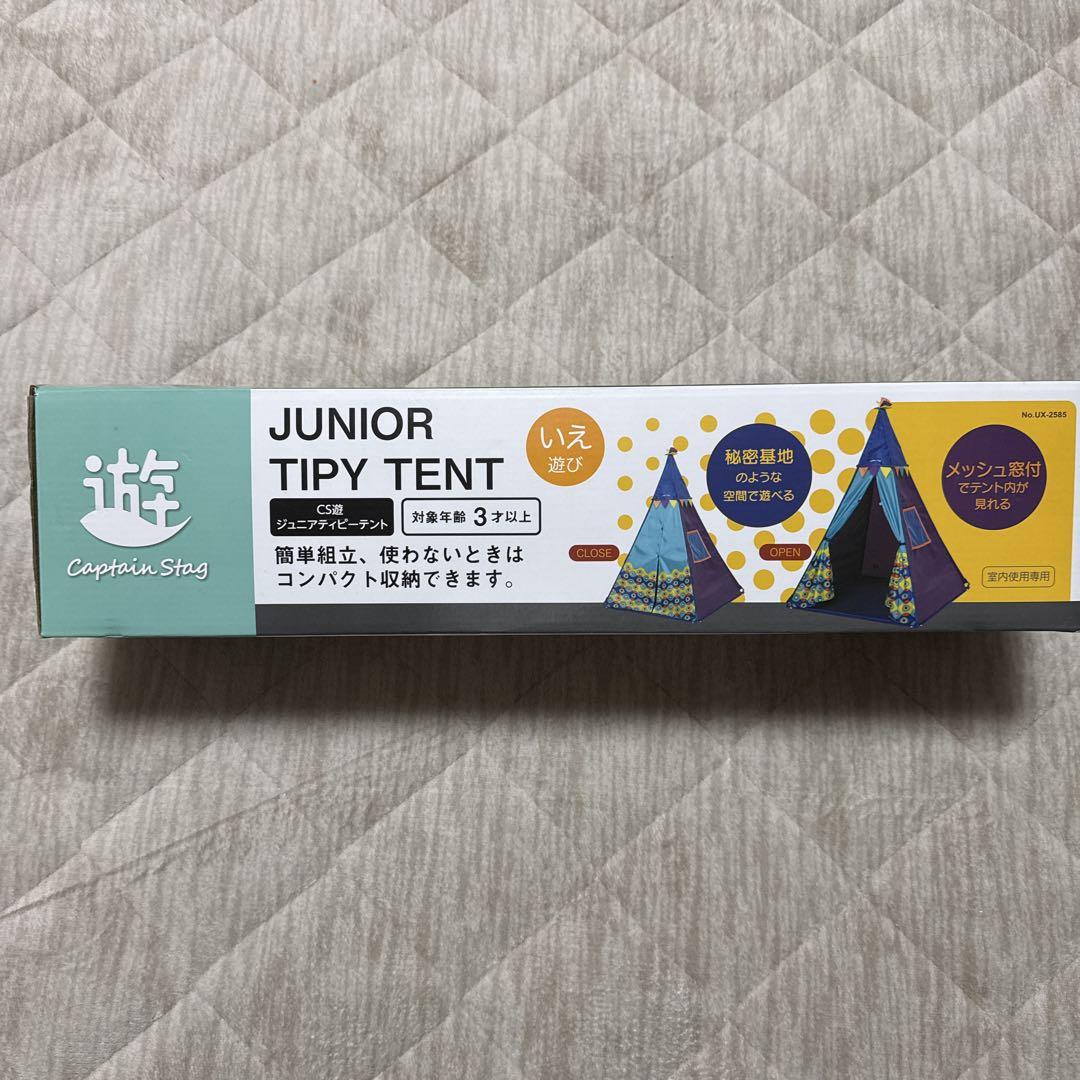 遊
Captain Stag
JUNIOR
TIPY TENT
CS遊
ジュニアティピーテント
対象年齢 3才以上
簡単組立、使わないときは
コンパクト収納できます。
いえ
遊び
CLOSE
秘密基地
のような
空間で遊べる
OPEN
No.UX-2585
メッシュ窓付
でテント内が
見れる
室内使用専用